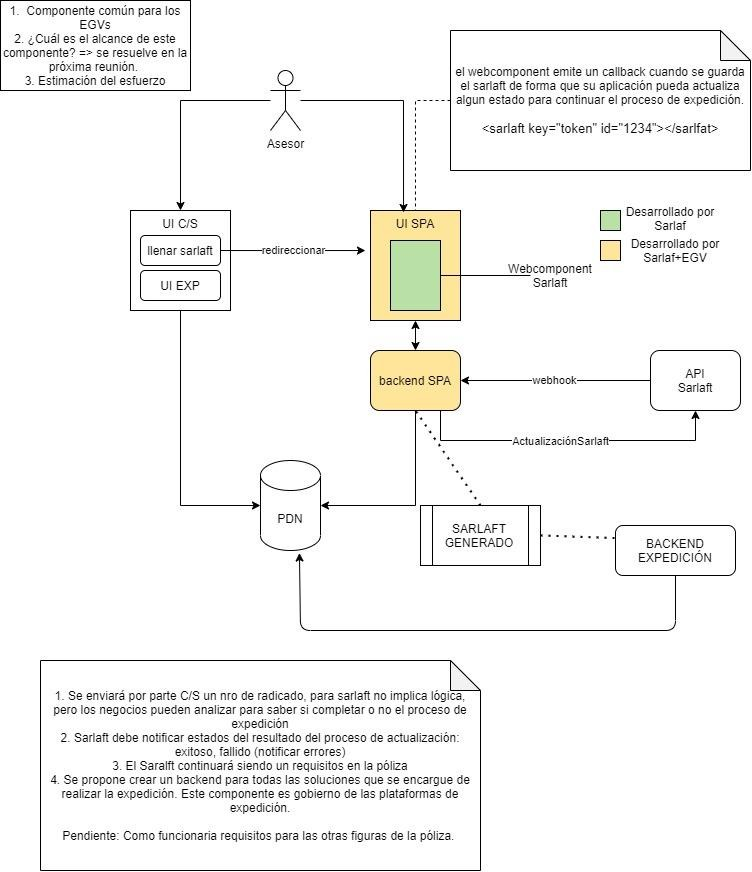 1. Componente común para los
EGVs
2. ¿Cuál es el alcance de este
componente? => se resuelve en la
próxima reunión.
3. Estimación del esfuerzo
el webcomponent emite un callback cuando se guarda
el sarlaft de forma que su aplicación pueda actualiza
algun estado para continuar el proceso de expedición.
<sarlaft key="token" id="1234"></sarlfat>
Asesor
UI C/S
llenar sarlaft
UI EXP
redireccionar
UI SPA
Desarrollado por
Sarlaf
Desarrollado por
Sarlaf+EGV
Webcomponent
Sarlaft
backend SPA
webhook
API
Sarlaft
ActualizaciónSarlaft
PDN
SARLAFT
GENERADO
BACKEND
EXPEDICIÓN
1. Se enviará por parte C/S un nro de radicado, para sarlaft no implica lógica,
pero los negocios pueden analizar para saber si completar o no el proceso de
expedición
2. Sarlaft debe notificar estados del resultado del proceso de actualización:
exitoso, fallido (notificar errores)
3. El Saralft continuará siendo un requisitos en la póliza
4. Se propone crear un backend para todas las soluciones que se encargue de
realizar la expedición. Este componente es gobierno de las plataformas de
expedición.
Pendiente: Como funcionaria requisitos para las otras figuras de la póliza.